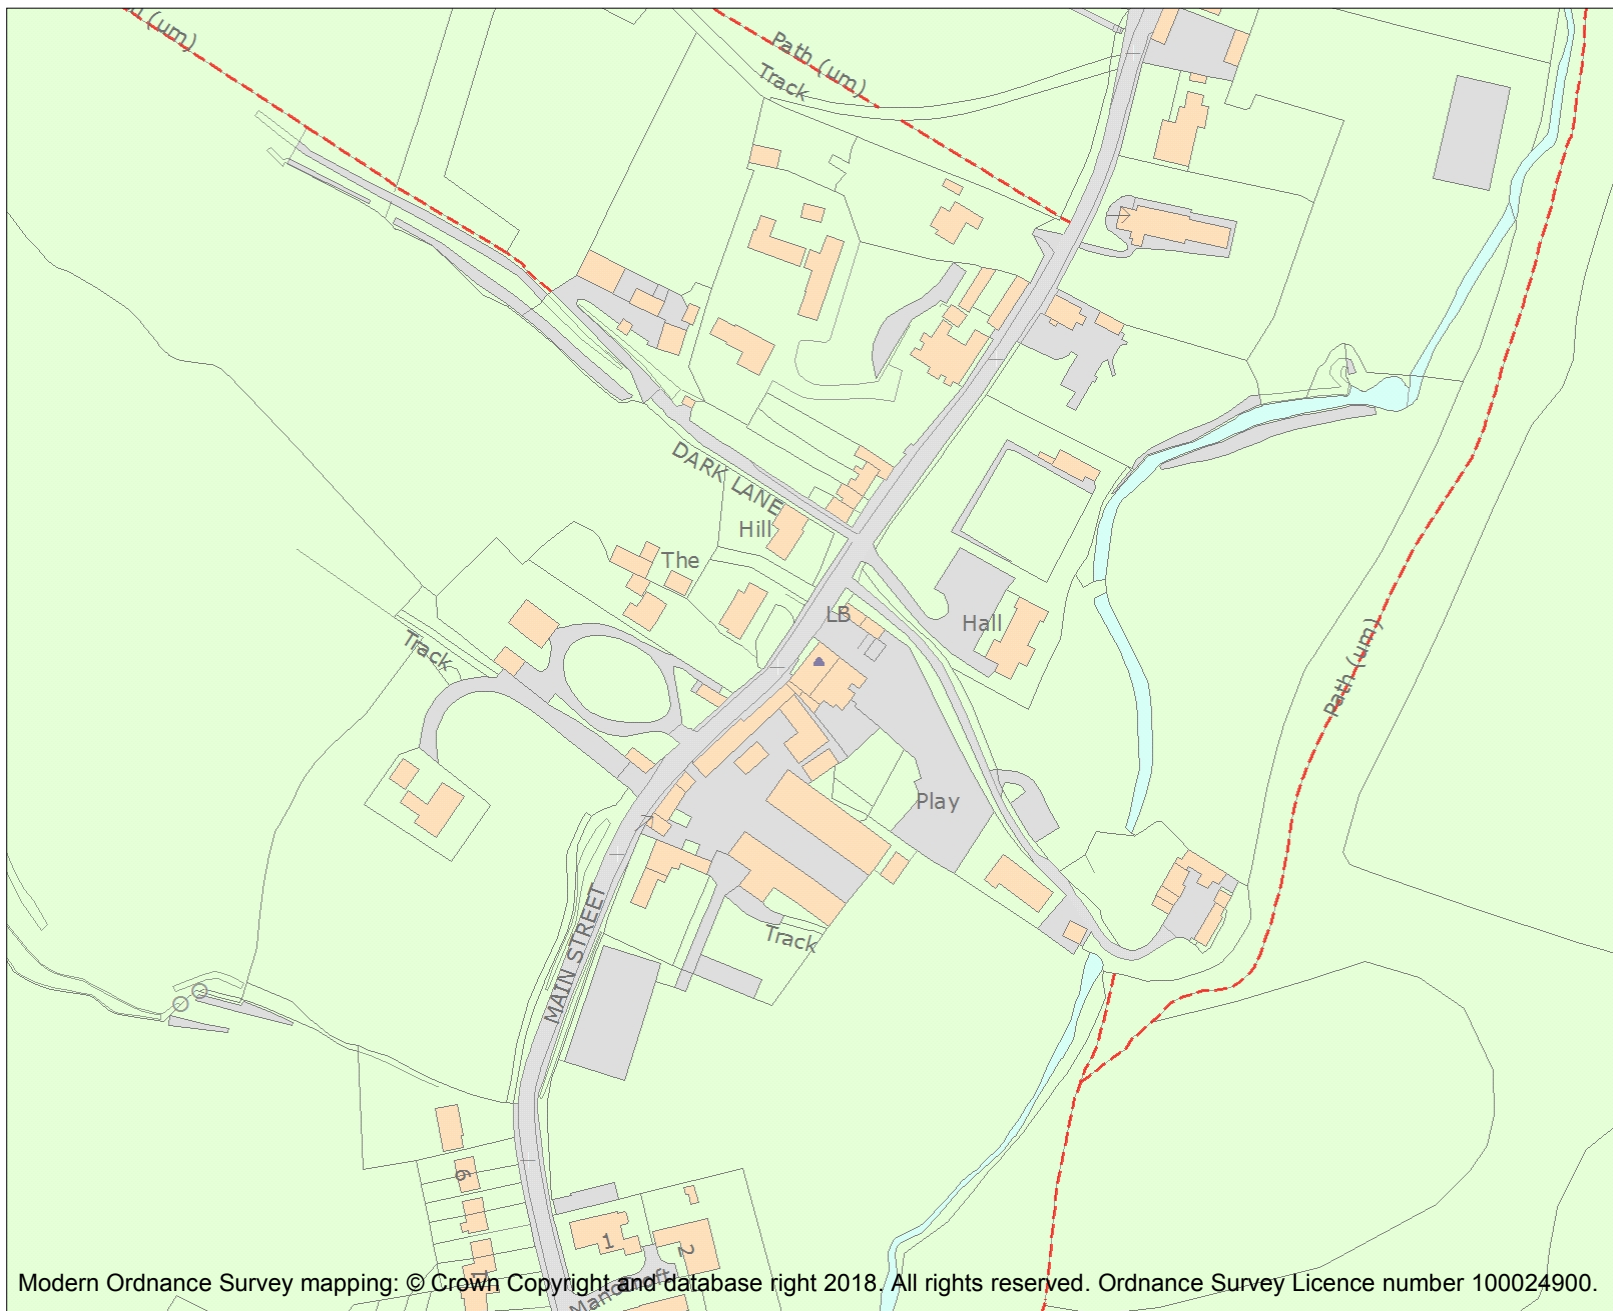 (um)
Path (um)
Track
DARK LANE
Hill
The
LB
Hall
Track
Path (um)
Play
MAIN STREET
Track
6
1
2
Modern Ordnance Survey mapping: © Crown Copyright and database right 2018. All rights reserved. Ordnance Survey Licence number 100024900.